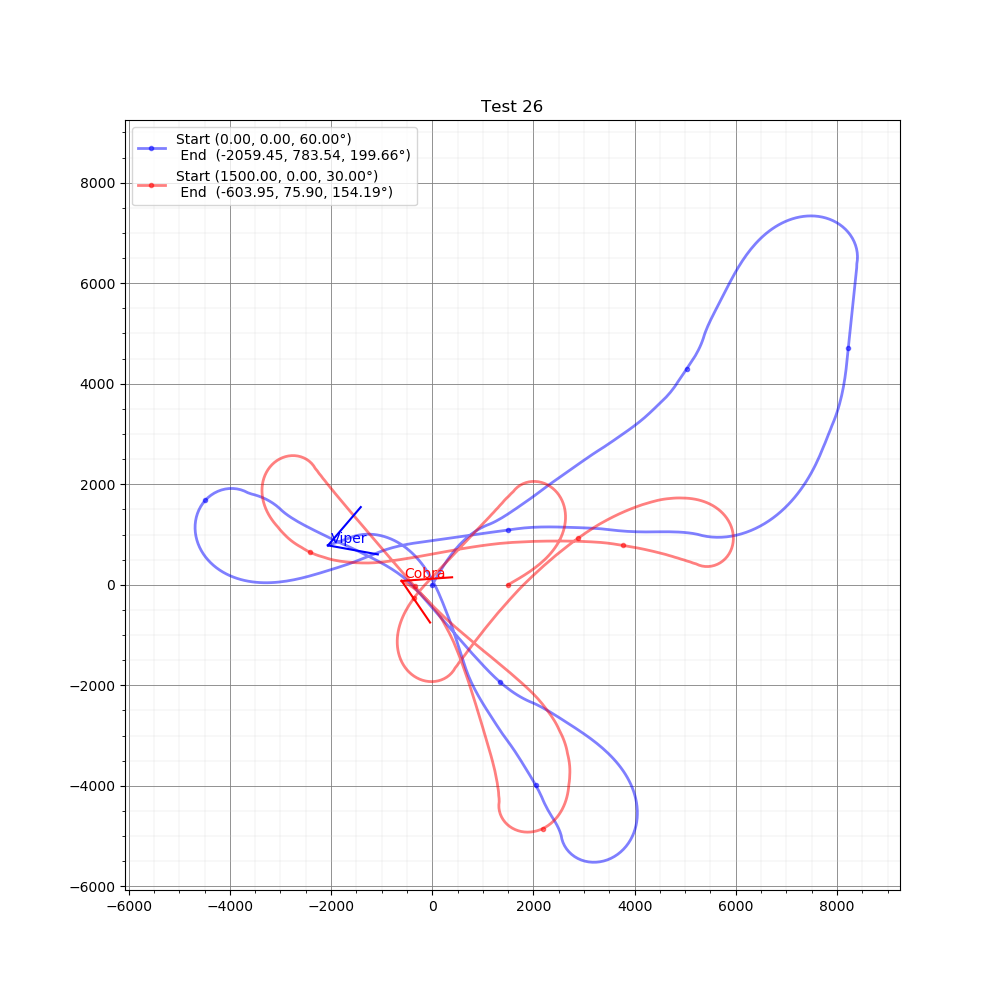 Test 26
Start (0.00, 0.00, 60.00°)
End (-2059.45, 783.54, 199.66°)
Start (1500.00, 0.00, 30.00°)
End (-603.95, 75.90, 154.19°)
8000
6000
4000
2000
0
−2000
−4000
−6000
Viper
Cobra
−6000 −4000 −2000 0 2000 4000 6000 8000